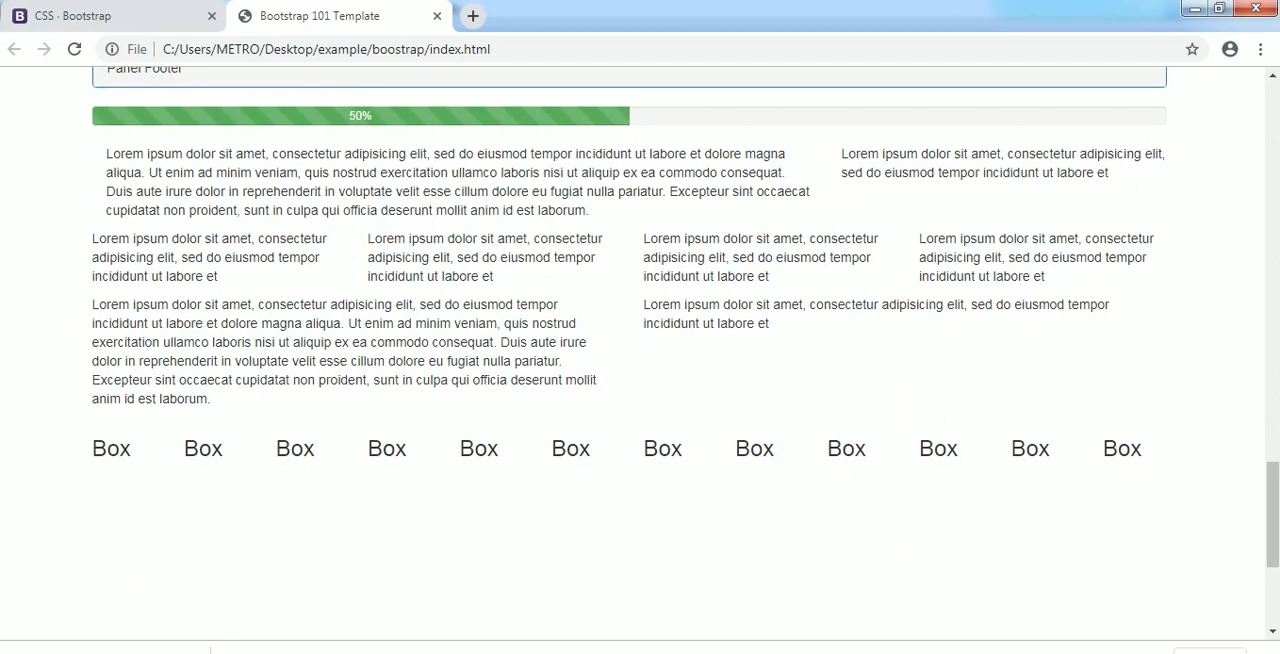 CSS · Bootstrap
Bootstrap 101 Template
File
C:/Users/METRO/Desktop/example/boostrap/index.html
Panel Footer
50%
Lorem ipsum dolor sit amet, consectetur adipisicing elit, sed do eiusmod tempor incididunt ut labore et dolore magna
aliqua. Ut enim ad minim veniam, quis nostrud exercitation ullamco laboris nisi ut aliquip ex ea commodo consequat.
Duis aute irure dolor in reprehenderit in voluptate velit esse cillum dolore eu fugiat nulla pariatur. Excepteur sint occaecat
cupidatat non proident, sunt in culpa qui officia deserunt mollit anim id est laborum.
Lorem ipsum dolor sit amet, consectetur adipisicing elit,
sed do eiusmod tempor incididunt ut labore et
Lorem ipsum dolor sit amet, consectetur
adipisicing elit, sed do eiusmod tempor
incididunt ut labore et
Lorem ipsum dolor sit amet, consectetur
adipisicing elit, sed do eiusmod tempor
incididunt ut labore et
Lorem ipsum dolor sit amet, consectetur
adipisicing elit, sed do eiusmod tempor
incididunt ut labore et
Lorem ipsum dolor sit amet, consectetur
adipisicing elit, sed do eiusmod tempor
incididunt ut labore et
Lorem ipsum dolor sit amet, consectetur adipisicing elit, sed do eiusmod tempor
incididunt ut labore et dolore magna aliqua. Ut enim ad minim veniam, quis nostrud
exercitation ullamco laboris nisi ut aliquip ex ea commodo consequat. Duis aute irure
dolor in reprehenderit in voluptate velit esse cillum dolore eu fugiat nulla pariatur.
Excepteur sint occaecat cupidatat non proident, sunt in culpa qui officia deserunt mollit
anim id est laborum.
Lorem ipsum dolor sit amet, consectetur adipisicing elit, sed do eiusmod tempor
incididunt ut labore et
Box Box Box Box Box Box Box Box Box Box Box Box